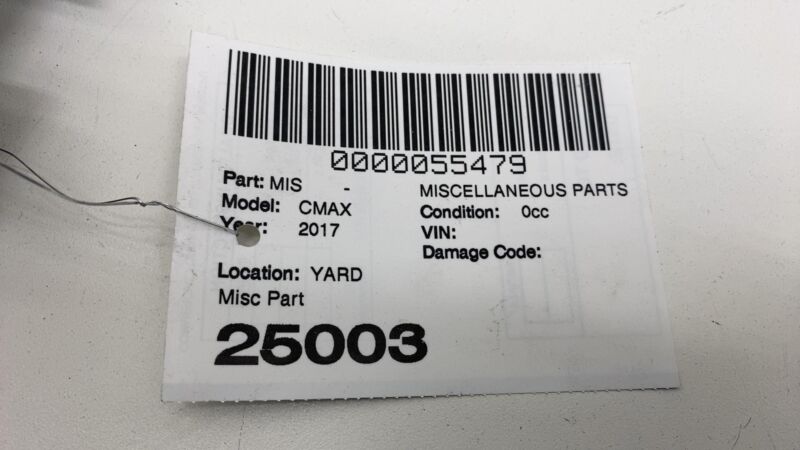 0000055479
Part: MIS - MISCELLANEOUS PARTS
Model: CMAX Condition: 0cc
Year: 2017 VIN:
Damage Code:
Location: YARD
Misc Part
25003